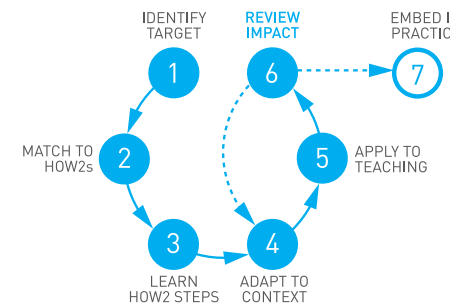 IDENTIFY
TARGET
1
MATCH TO
HOW2s
2
3
LEARN
HOW2 STEPS
4
ADAPT TO
CONTEXT
5
APPLY TO
TEACHING
REVIEW
IMPACT
6
EMBED
7